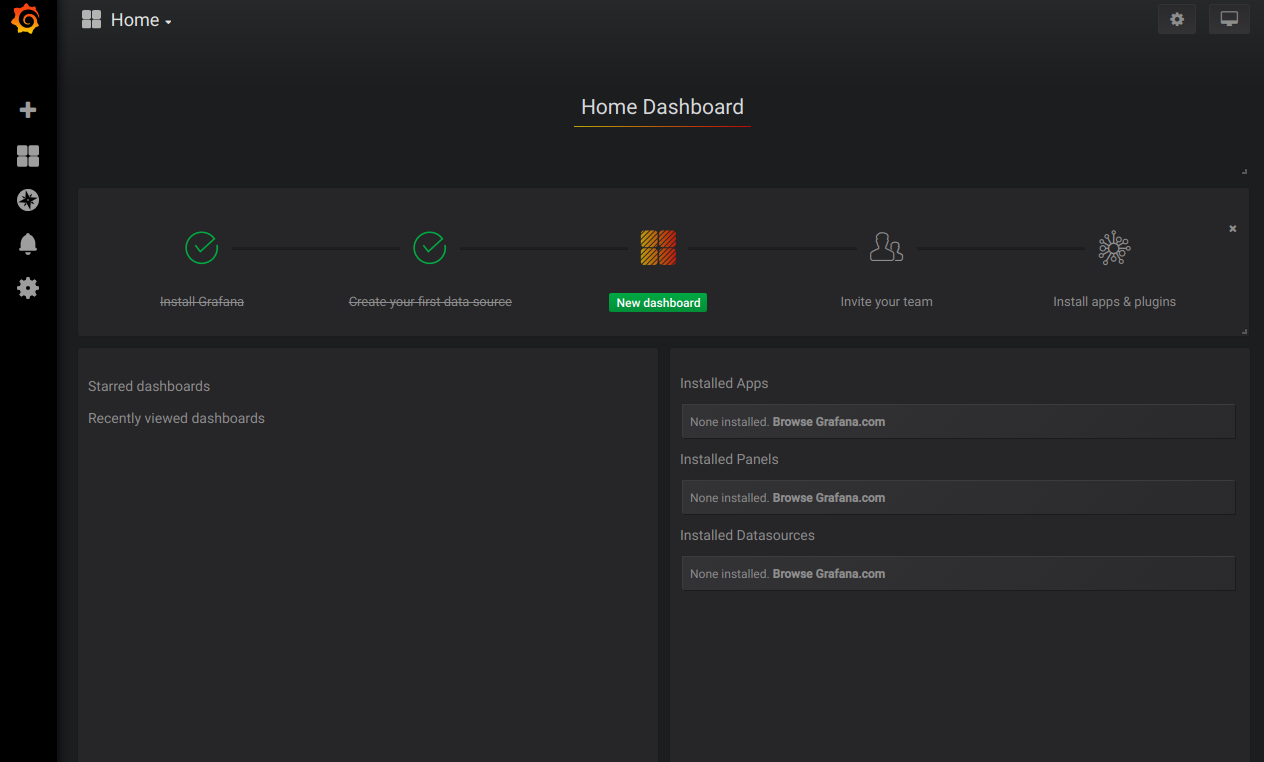 Home
Home Dashboard
Install Grafana
Create your first data source
New dashboard
Invite your team
Install apps & plugins
Starred dashboards
Recently viewed dashboards
Installed Apps
None installed. Browse Grafana.com
Installed Panels
None installed. Browse Grafana.com
Installed Datasources
None installed. Browse Grafana.com